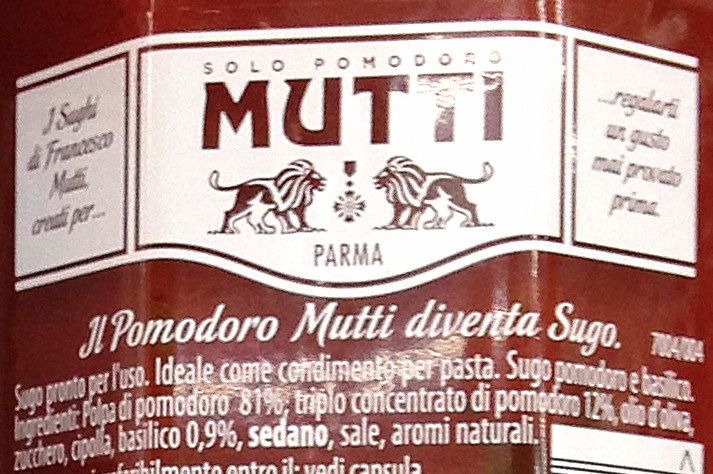 SOLO POMODORO
MUTTI
PARMA
I Sughi
di Francesco
Mutti,
creati per...
...regalarti
un gusto
mai provato
prima.
Il Pomodoro Mutti diventa Sugo.
7004/004
Sugo pronto per l'uso. Ideale come condimento per pasta. Sugo pomodoro e basilico.
Ingredienti: Polpa di pomodoro 81%, triplo concentrato di pomodoro 12%, olio d'oliva,
zucchero, cipolla, basilico 0,9%, sedano, sale, aromi naturali.
entro il: vedi capsula